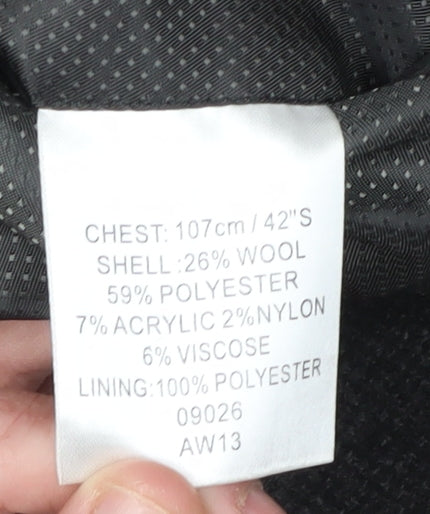 CHEST: 107cm / 42"S
SHELL :26% WOOL
59% POLYESTER
7% ACRYLIC 2%NYLON
6% VISCOSE
LINING:100% POLYESTER
09026
AW13